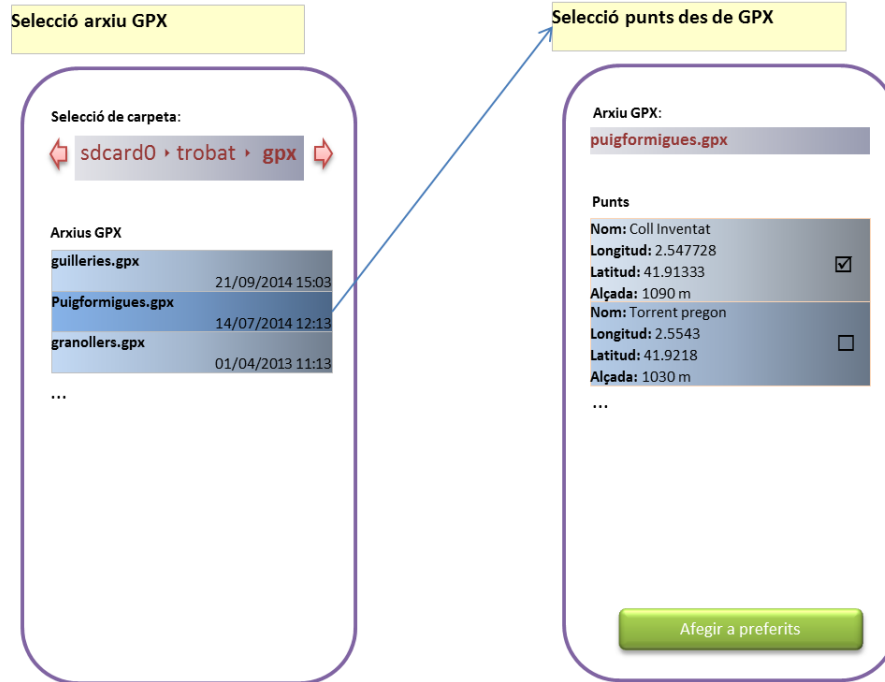 Selecció arxiu GPX
Selecció de carpeta:
sdcard0 ‣ trobat ‣ gpx
Arxius GPX
guilleries.gpx
21/09/2014 15:03
Puigformigues.gpx
14/07/2014 12:13
granollers.gpx
01/04/2013 11:13
...
Selecció punts des de GPX
Arxiu GPX:
puigformigues.gpx
Punts
Nom: Coll Inventat
Longitud: 2.547728
Latitud: 41.91333
Alçada: 1090 m
Nom: Torrent pregon
Longitud: 2.5543
Latitud: 41.9218
Alçada: 1030 m
...
Afegir a preferits